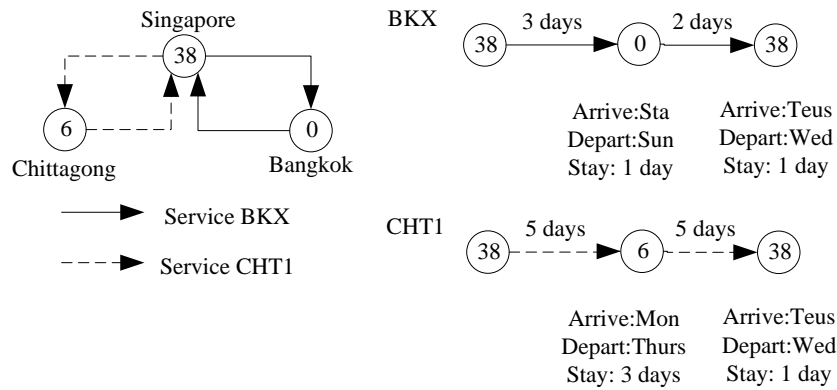 Singapore
38
6
0
Chittagong
Bangkok
Service BKX
Service CHT1
BKX
38
3 days
0
2 days
38
Arrive:Sta
Depart:Sun
Stay: 1 day
Arrive:Teus
Depart:Wed
Stay: 1 day
CHT1
38
5 days
6
5 days
38
Arrive:Mon
Depart:Thurs
Stay: 3 days
Arrive:Teus
Depart:Wed
Stay: 1 day